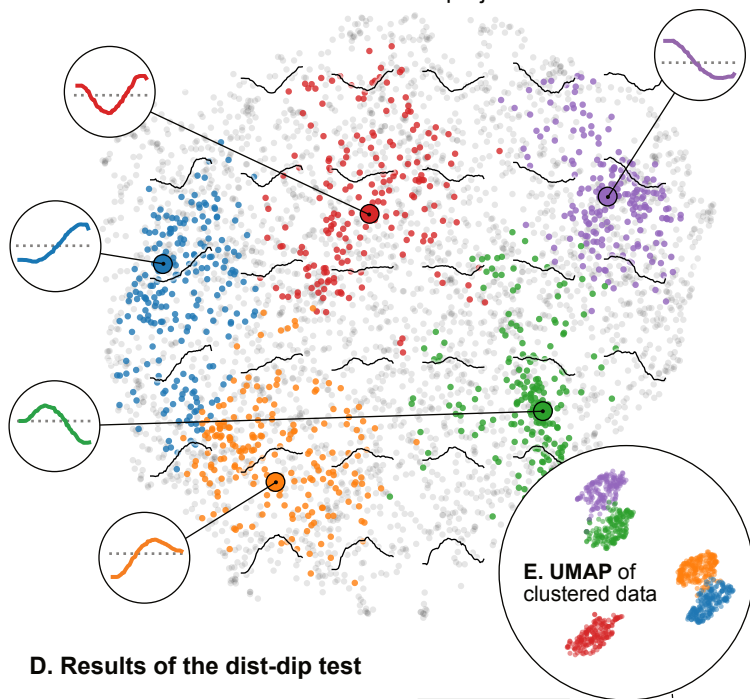 E. UMAP of
clustered data
D. Results of the dist-dip test